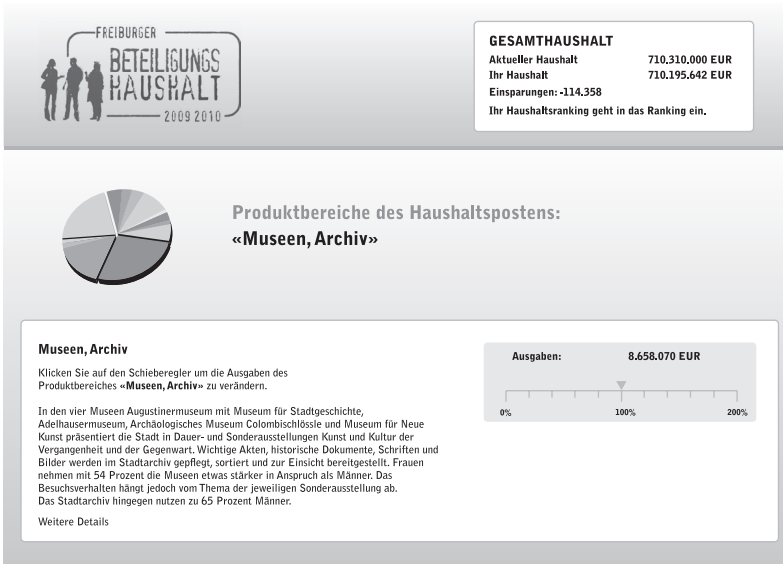 FREIBURGER
BETEILIGUNGS
HAUSHALT
2009 2010
GESAMTHAUSHALT
Aktueller Haushalt 710.310.000 EUR
Ihr Haushalt 710.195.642 EUR
Einsparungen: -114.358
Ihr Haushaltsranking geht in das Ranking ein.
Produktbereiche des Haushaltspostens:
«Museen, Archiv»
Museen, Archiv
Klicken Sie auf den Schieberegler um die Ausgaben des
Produktbereiches «Museen, Archiv» zu verändern.
In den vier Museen Augustinermuseum mit Museum für Stadtgeschichte,
Adelhausermuseum, Archäologisches Museum Colombischlössle und Museum für Neue
Kunst präsentiert die Stadt in Dauer- und Sonderausstellungen Kunst und Kultur der
Vergangenheit und der Gegenwart. Wichtige Akten, historische Dokumente, Schriften und
Bilder werden im Stadtarchiv gepflegt, sortiert und zur Einsicht bereitgestellt. Frauen
nehmen mit 54 Prozent die Museen etwas stärker in Anspruch als Männer. Das
Besuchsverhalten hängt jedoch vom Thema der jeweiligen Sonderausstellung ab.
Das Stadtarchiv hingegen nutzen zu 65 Prozent Männer.
Weitere Details
Ausgaben: 8.658.070 EUR
0% 100% 200%